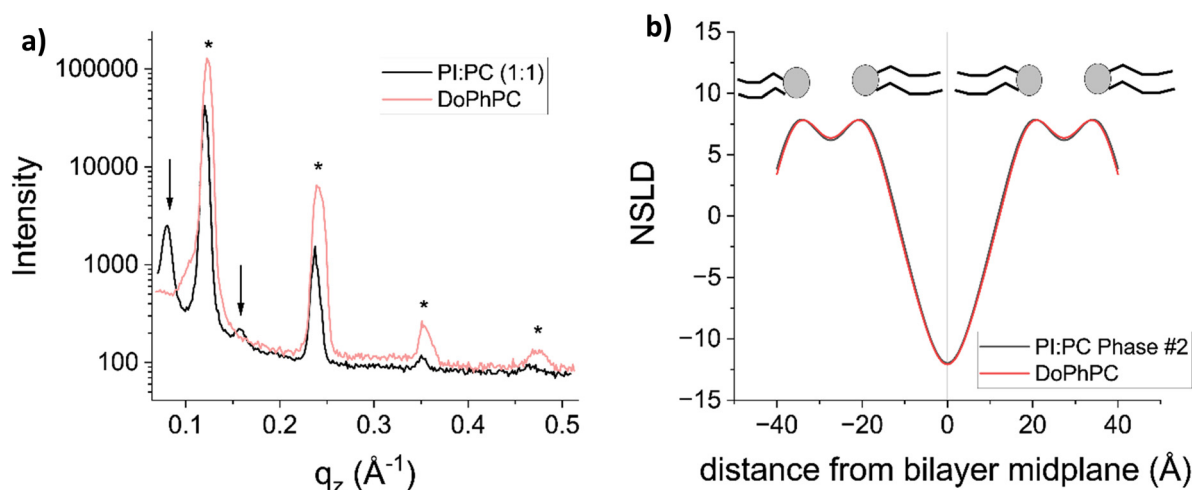 a)
*
PI:PC (1:1)
DoPhPC
100000
10000
1000
100
*
*
*
Intensity
0.1
0.2
0.3
0.4
0.5
q_z (Å⁻¹)
b)
15
10
5
0
−5
−10
−15
NSLD
PI:PC Phase #2
DoPhPC
−40
−20
0
20
40
distance from bilayer midplane (Å)